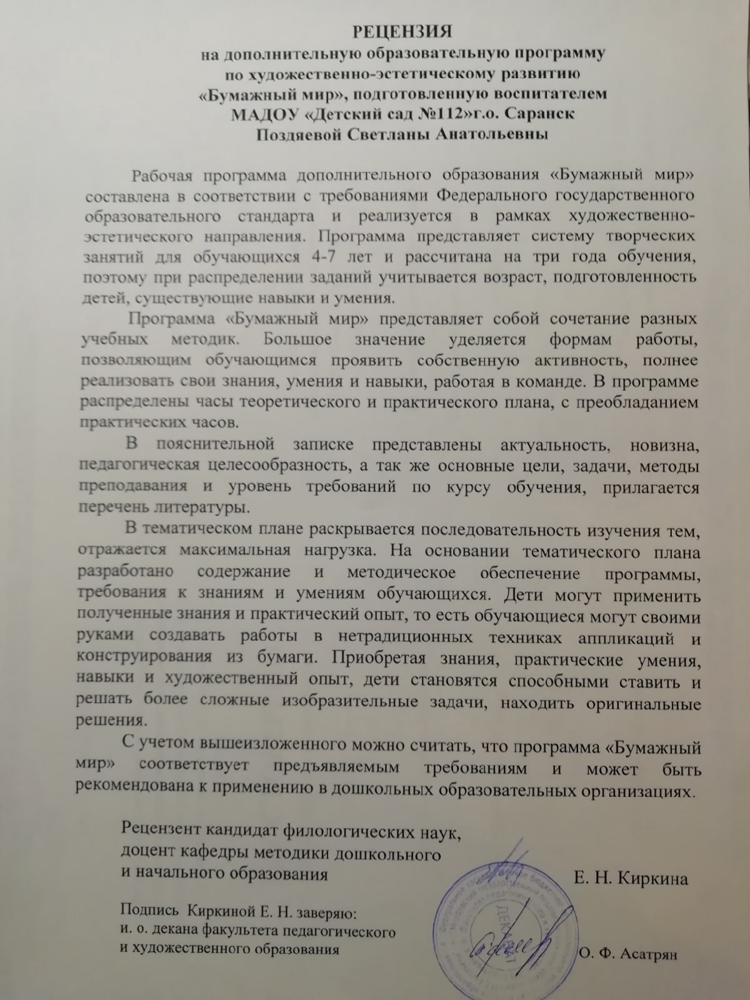 РЕЦЕНЗИЯ
на дополнительную образовательную программу
по художественно-эстетическому развитию
«Бумажный мир», подготовленную воспитателем
МАДОУ «Детский сад №112»г.о. Саранск
Поздяевой Светланы Анатольевны
Рабочая программа дополнительного образования «Бумажный мир»
составлена в соответствии с требованиями Федерального государственного
образовательного стандарта и реализуется в рамках художественно-
эстетического направления. Программа представляет систему творческих
занятий для обучающихся 4-7 лет и рассчитана на три года обучения,
поэтому при распределении заданий учитывается возраст, подготовленность
детей, существующие навыки и умения.
Программа «Бумажный мир» представляет собой сочетание разных
учебных методик. Большое значение уделяется формам работы,
позволяющим обучающимся проявить собственную активность, полнее
реализовать свои знания, умения и навыки, работая в команде. В программе
распределены часы теоретического и практического плана, с преобладанием
практических часов.
В пояснительной записке представлены актуальность, новизна,
педагогическая целесообразность, а так же основные цели, задачи, методы
преподавания и уровень требований по курсу обучения, прилагается
перечень литературы.
В тематическом плане раскрывается последовательность изучения тем,
отражается максимальная нагрузка. На основании тематического плана
разработано содержание и методическое обеспечение программы,
требования к знаниям и умениям обучающихся. Дети могут применить
полученные знания и практический опыт, то есть обучающиеся могут своими
руками создавать работы в нетрадиционных техниках аппликаций и
конструирования из бумаги. Приобретая знания, практические умения,
навыки и художественный опыт, дети становятся способными ставить и
решать более сложные изобразительные задачи, находить оригинальные
решения.
С учетом вышеизложенного можно считать, что программа «Бумажный
мир» соответствует предъявляемым требованиям и может быть
рекомендована к применению в дошкольных образовательных организациях.
Рецензент кандидат филологических наук,
доцент кафедры методики дошкольного
и начального образования Е. Н. Киркина
Подпись Киркиной Е. Н. заверяю:
и. о. декана факультета педагогического
и художественного образования О. Ф. Асатрян
ДЕКАНАТ